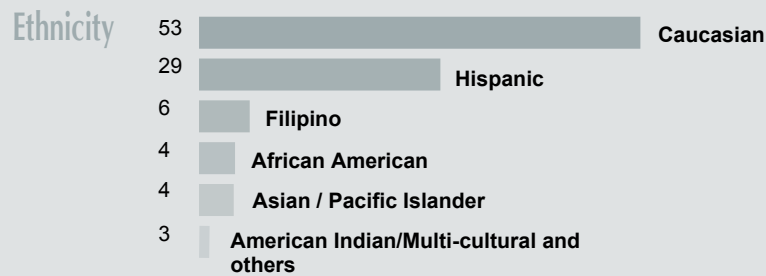 Ethnicity
53 Caucasian
29 Hispanic
6 Filipino
4 African American
4 Asian / Pacific Islander
3 American Indian/Multi-cultural and
others